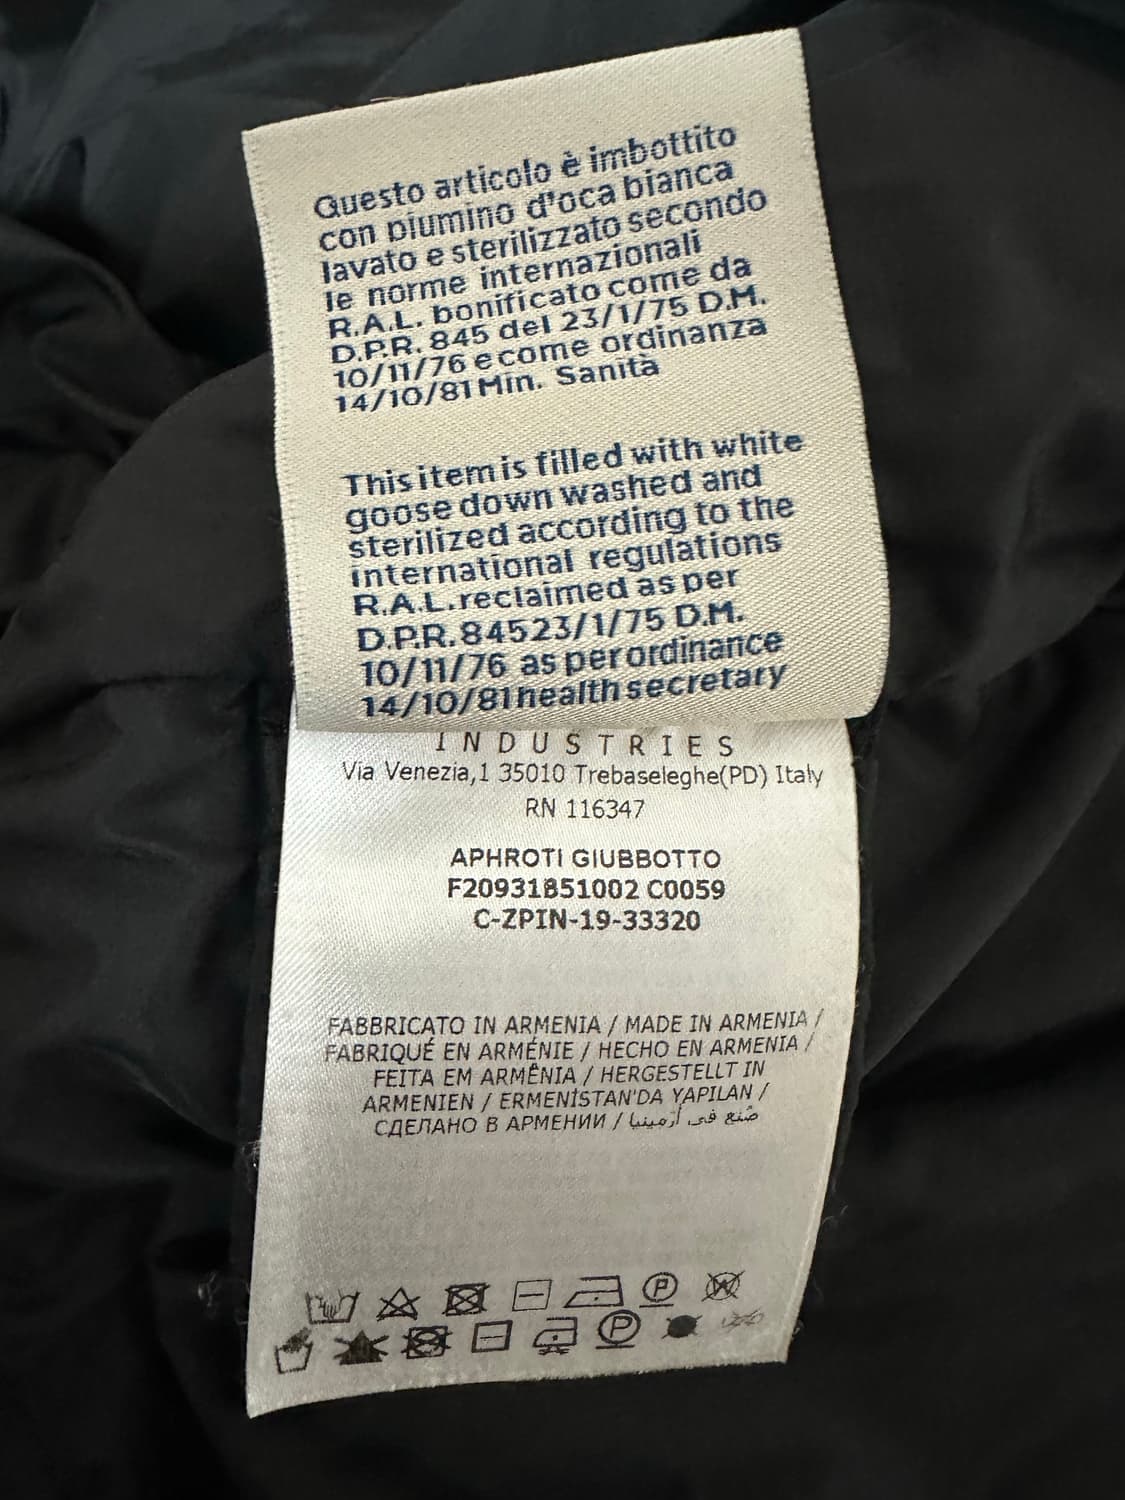 Questo articolo è imbottito
con piumino d'oca bianca
lavato e sterilizzato secondo
le norme internazionali
R.A.L. bonificato come da
D.P.R. 845 del 23/1/75 D.M.
10/11/76 e come ordinanza
14/10/81 Min. Sanità
This item is filled with white
goose down washed and
sterilized according to the
international regulations
R.A.L. reclaimed as per
D.P.R. 845 23/1/75 D.M.
10/11/76 as per ordinance
14/10/81 health secretary
INDUSTRIES
Via Venezia,1 35010 Trebaseleghe(PD) Italy
RN 116347
APHROTI GIUBBOTTO
F20931B51002 C0059
C-ZPIN-19-33320
FABBRICATO IN ARMENIA / MADE IN ARMENIA /
FABRIQUÉ EN ARMÉNIE / HECHO EN ARMENIA /
FEITA EM ARMÊNIA / HERGESTELLT IN
ARMENIEN / ERMENİSTAN'DA YAPILAN /
СДЕЛАНО В АРМЕНИИ / صُنع في أرمينيا
P W
P